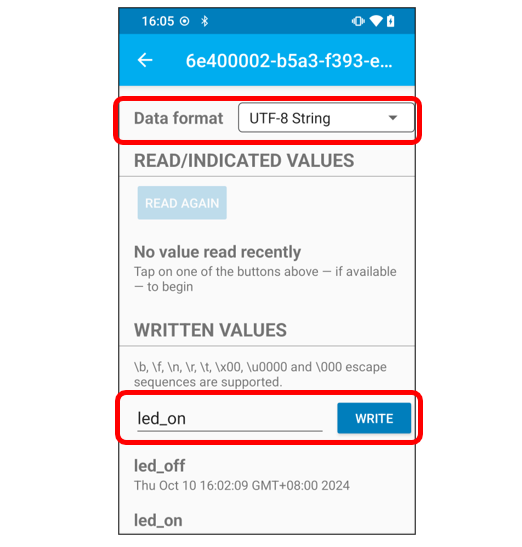 16:05
6e400002-b5a3-f393-e...
Data format UTF-8 String
READ/INDICATED VALUES
READ AGAIN
No value read recently
Tap on one of the buttons above — if available
— to begin
WRITTEN VALUES
\b, \f, \n, \r, \t, \x00, \u0000 and \000 escape
sequences are supported.
led_on WRITE
led_off
Thu Oct 10 16:02:09 GMT+08:00 2024
led_on